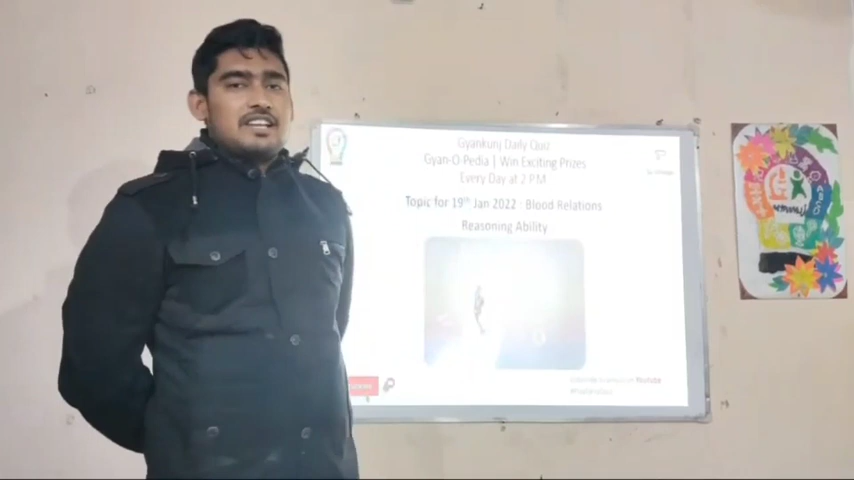 Gyankunj Daily Quiz
Gyan-O-Pedia | Win Exciting Prizes
Every Day at 7 P.M
Topic for 19th Jan 2022 : Blood Relations
Reasoning Ability
YouTube